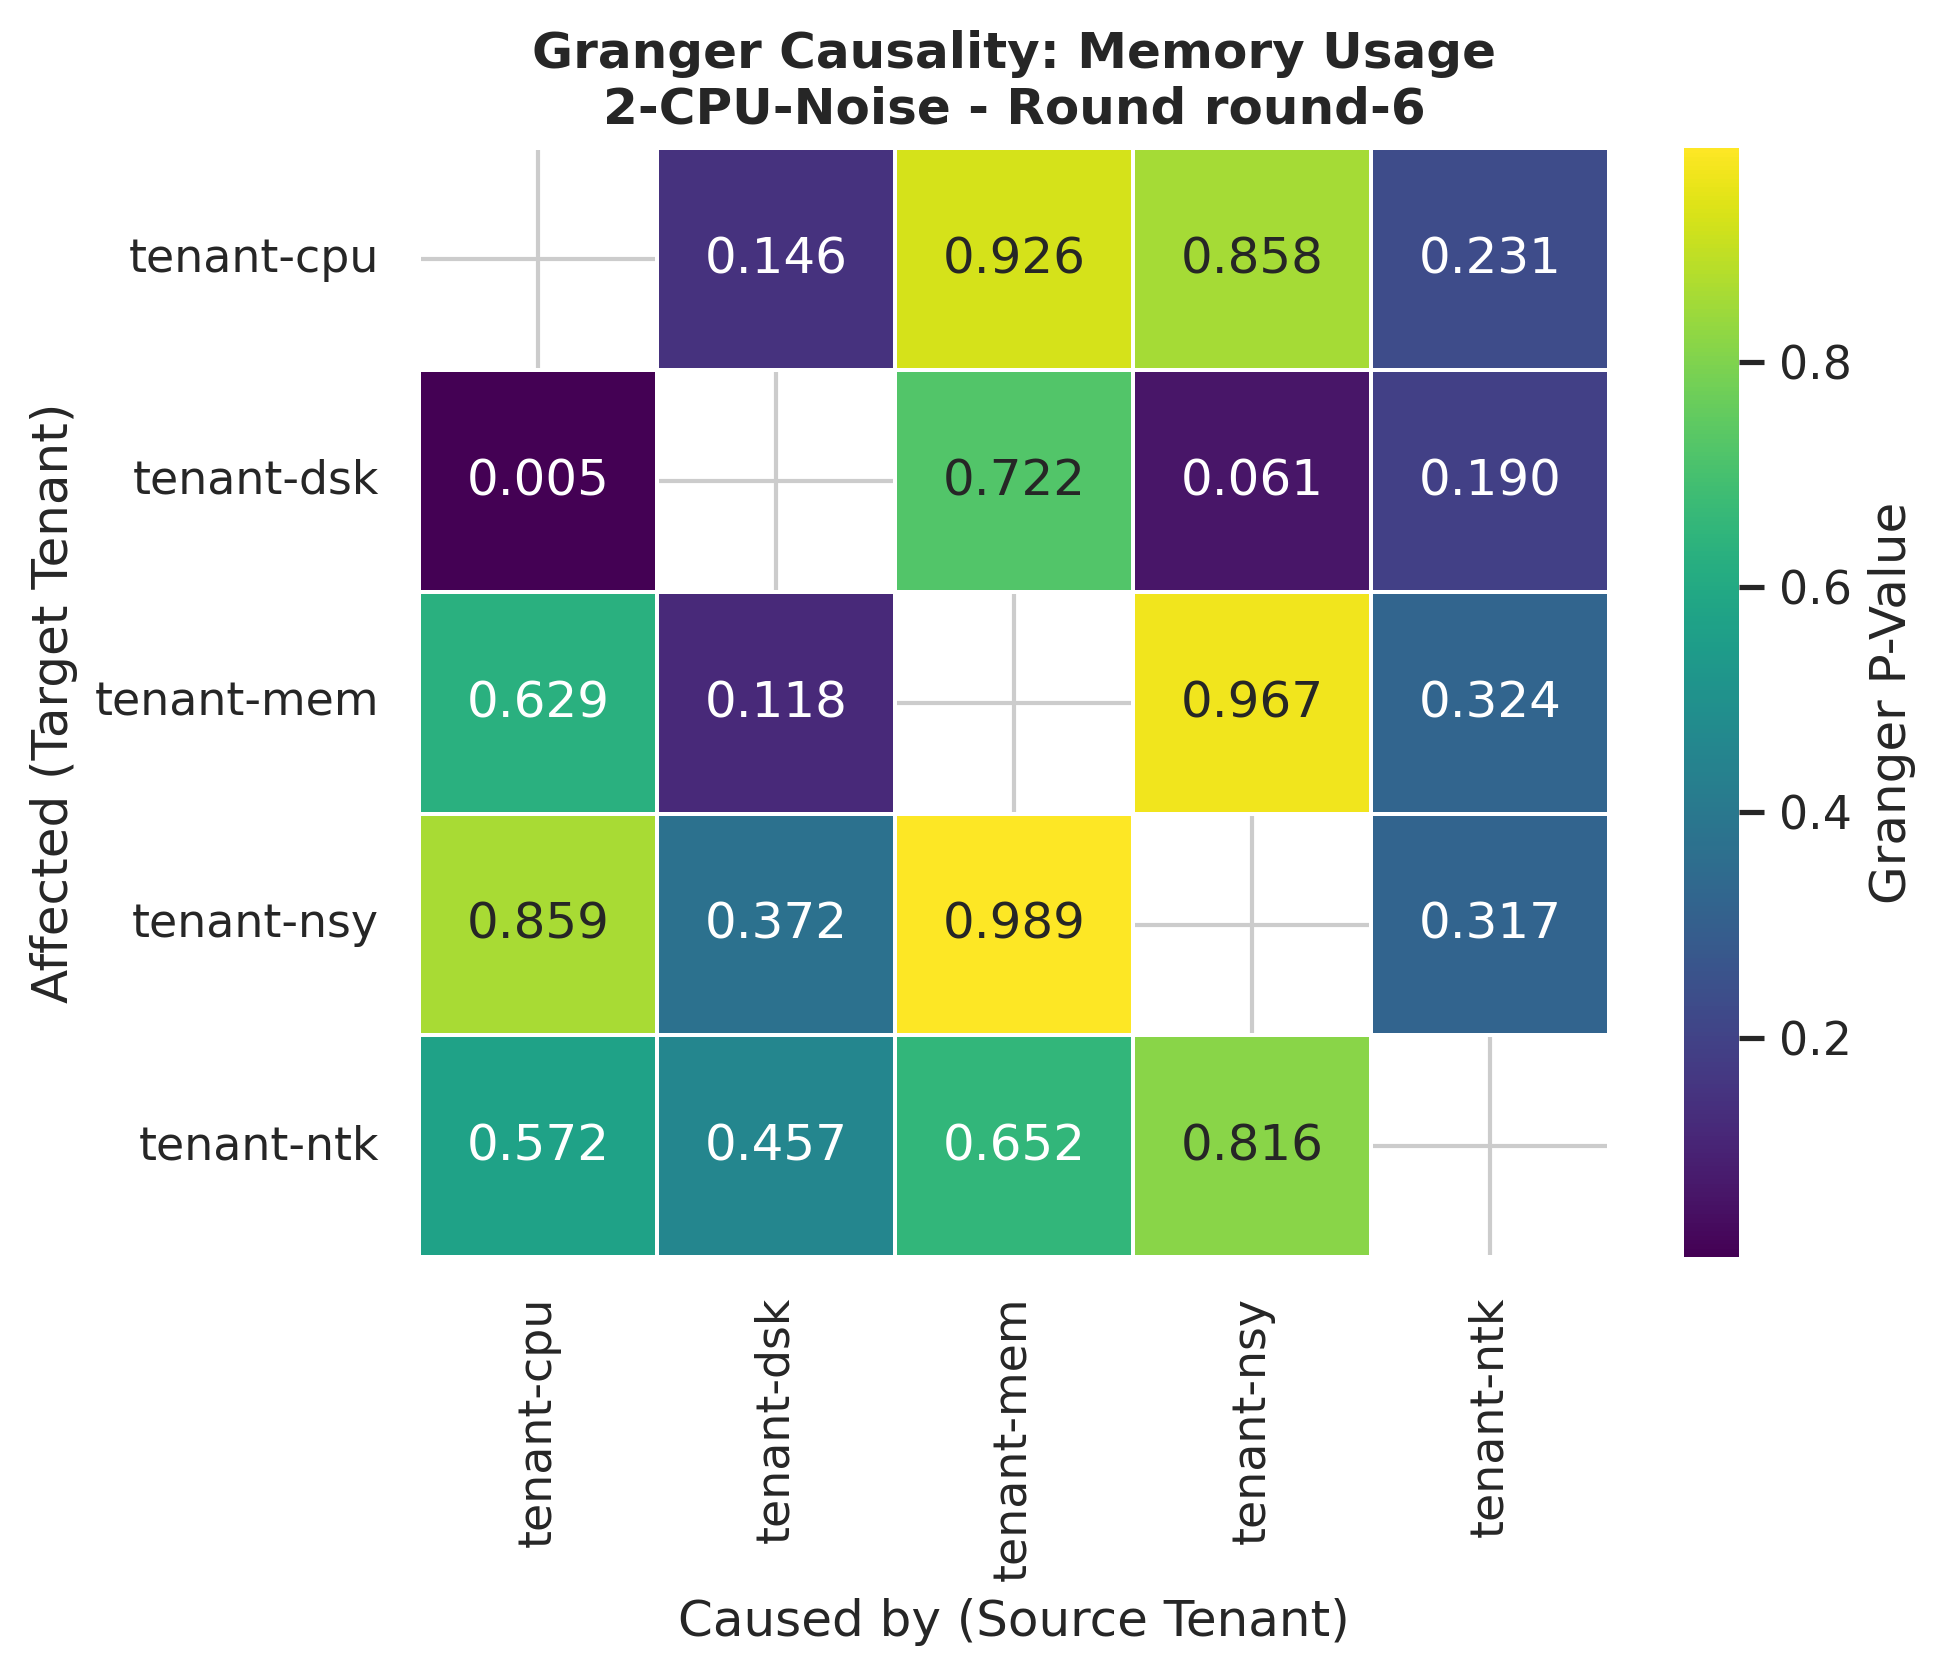 Granger Causality: Memory Usage
2-CPU-Noise - Round round-6
Affected (Target Tenant)
tenant-cpu
0.146 0.926 0.858 0.231
tenant-dsk
0.005 0.722 0.061 0.190
tenant-mem
0.629 0.118 0.967 0.324
tenant-nsy
0.859 0.372 0.989 0.317
tenant-ntk
0.572 0.457 0.652 0.816
tenant-cpu
tenant-dsk
tenant-mem
tenant-nsy
tenant-ntk
Caused by (Source Tenant)
0.8
0.6
0.4
0.2
Granger P-Value